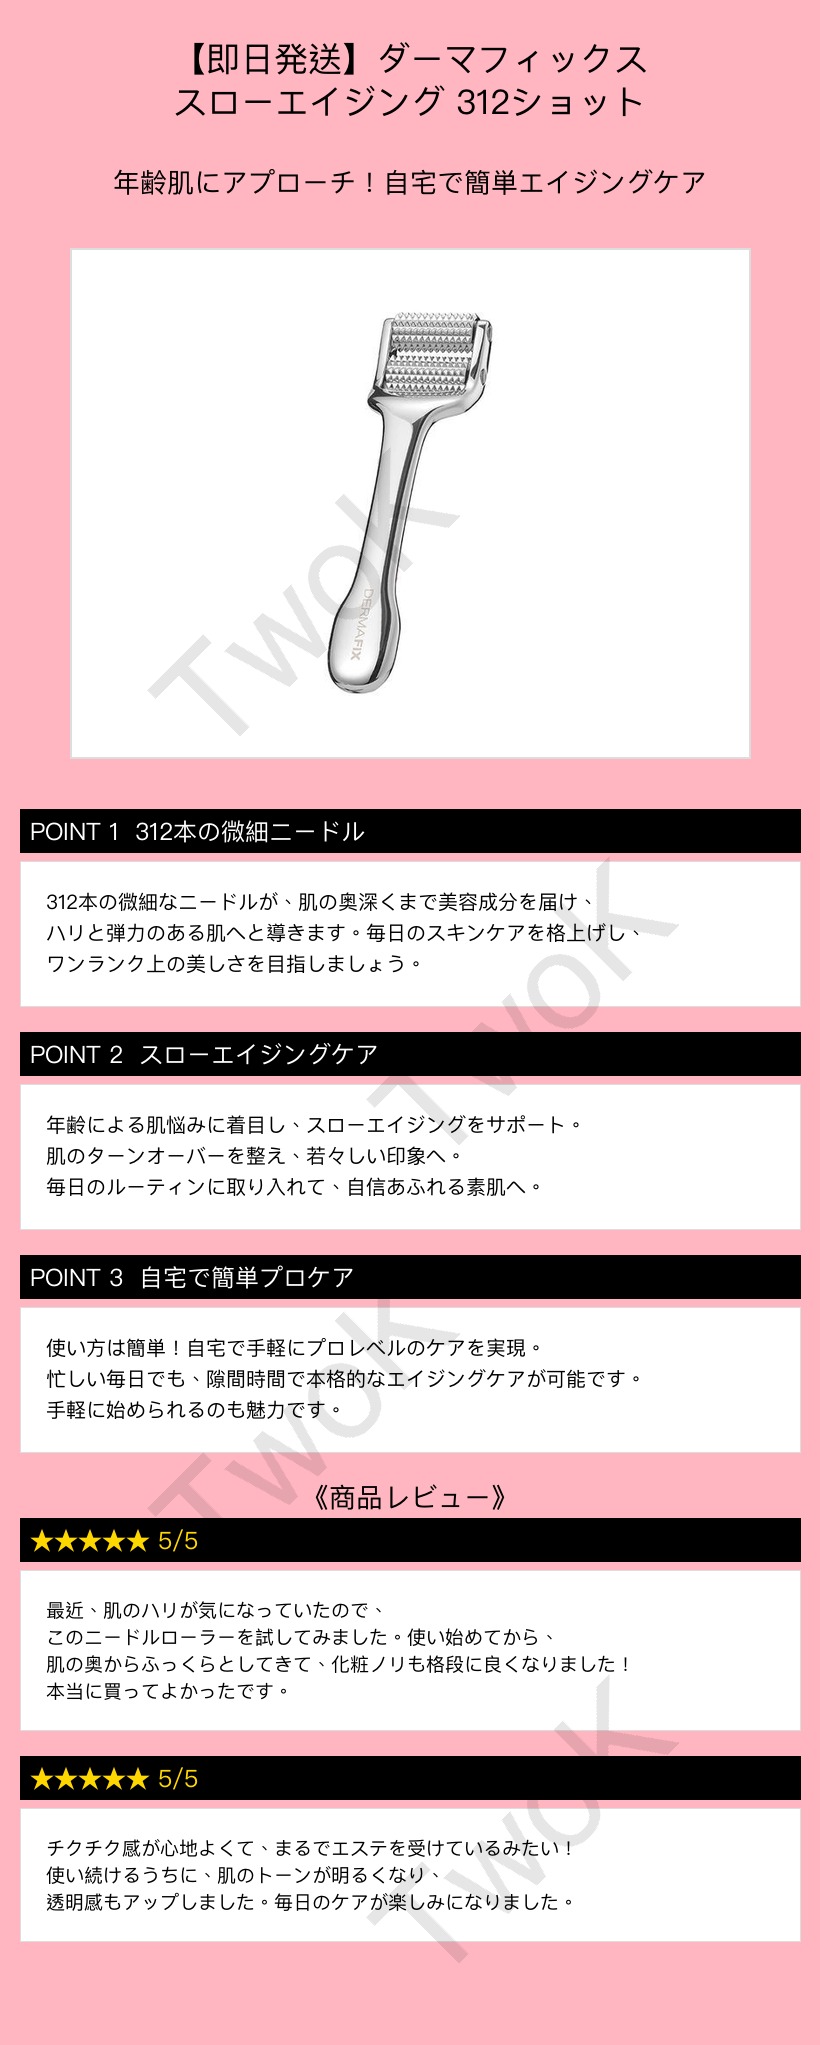 【即日発送】ダーマフィックス
スローエイジング 312ショット
年齢肌にアプローチ！自宅で簡単エイジングケア
DERMAFIX
TwoK
POINT 1 312本の微細ニードル
312本の微細なニードルが、肌の奥深くまで美容成分を届け、
ハリと弾力のある肌へと導きます。毎日のスキンケアを格上げし、
ワンランク上の美しさを目指しましょう。
TwoK
POINT 2 スローエイジングケア
年齢による肌悩みに着目し、スローエイジングをサポート。
肌のターンオーバーを整え、若々しい印象へ。
毎日のルーティンに取り入れて、自信あふれる素肌へ。
POINT 3 自宅で簡単プロケア
使い方は簡単！自宅で手軽にプロレベルのケアを実現。
忙しい毎日でも、隙間時間で本格的なエイジングケアが可能です。
手軽に始められるのも魅力です。
TwoK
《商品レビュー》
★★★★★ 5/5
最近、肌のハリが気になっていたので、
このニードルローラーを試してみました。使い始めてから、
肌の奥からふっくらとしてきて、化粧ノリも格段に良くなりました！
本当に買ってよかったです。
★★★★★ 5/5
チクチク感が心地よくて、まるでエステを受けているみたい！
使い続けるうちに、肌のトーンが明るくなり、
透明感もアップしました。毎日のケアが楽しみになりました。
TwoK